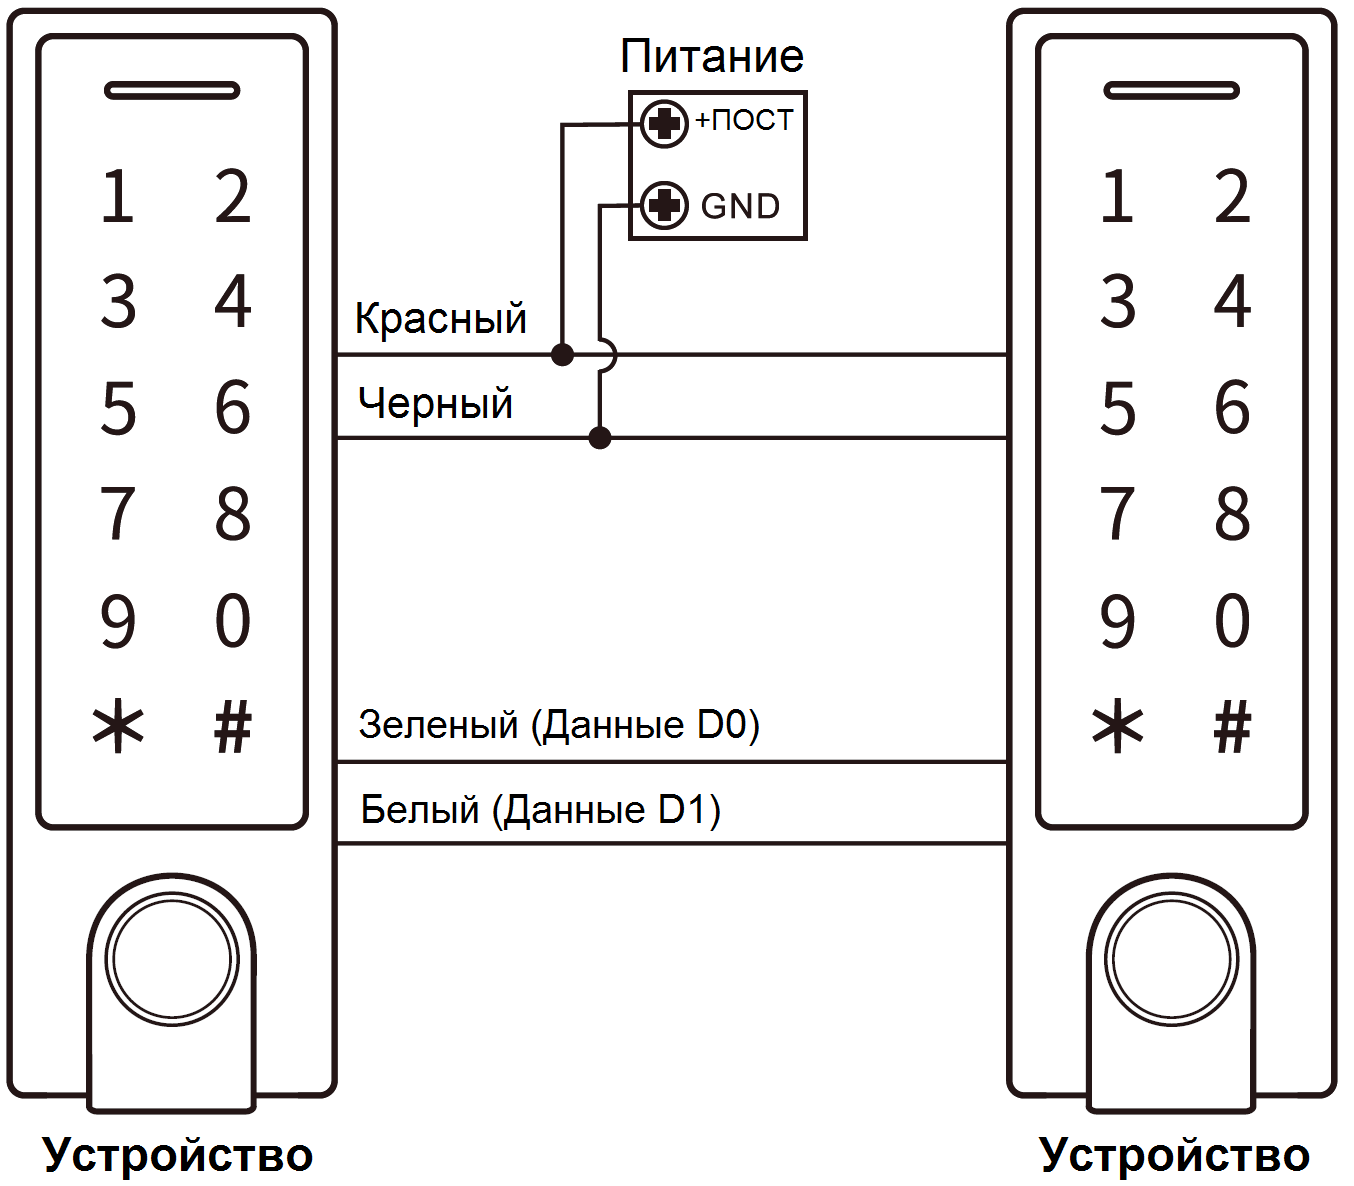 Питание
+ПОСТ
GND
1 2
3 4
5 6
7 8
9 0
* #
Красный
Черный
Зеленый (Данные D0)
Белый (Данные D1)
1 2
3 4
5 6
7 8
9 0
* #
Устройство
Устройство